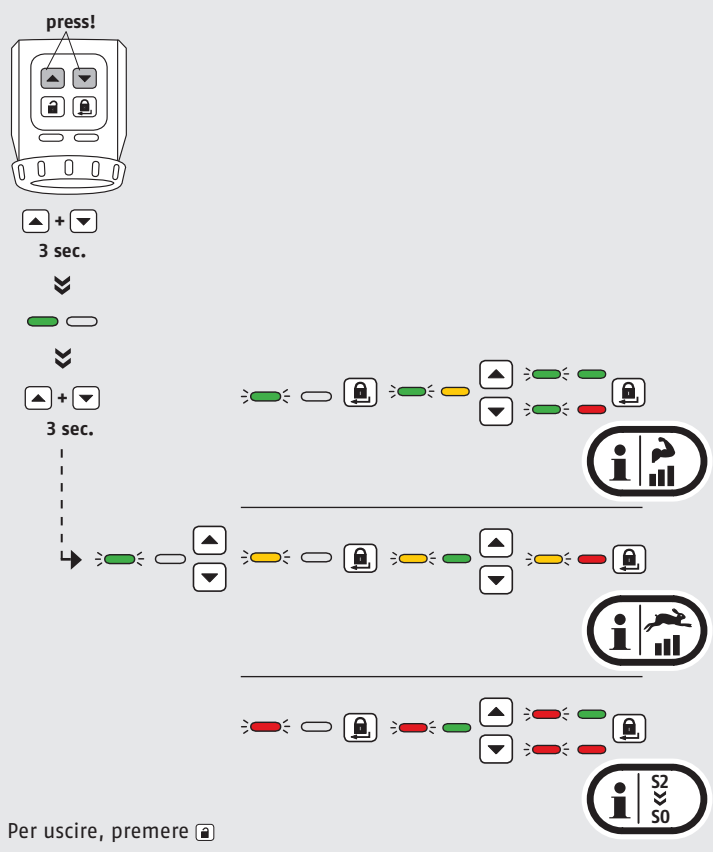 press!
+
3 sec.
+
3 sec.
i
i
i S2
S0
Per uscire, premere